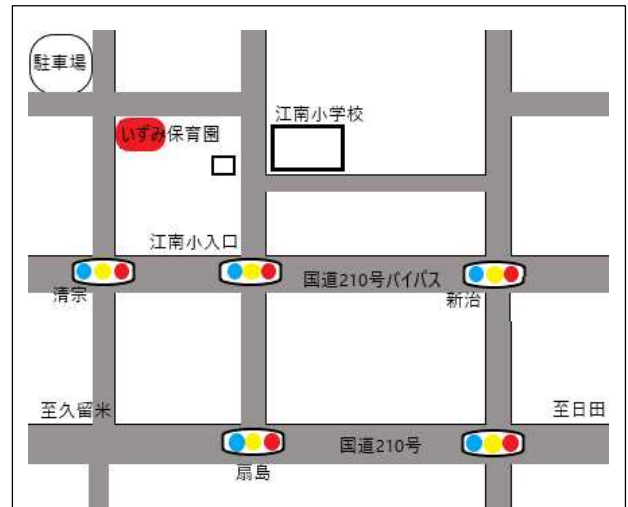 駐車場
江南小学校
いずみ保育園
江南小入口
国道210号バイパス
清宗
新治
至久留米
至日田
国道210号
扇島